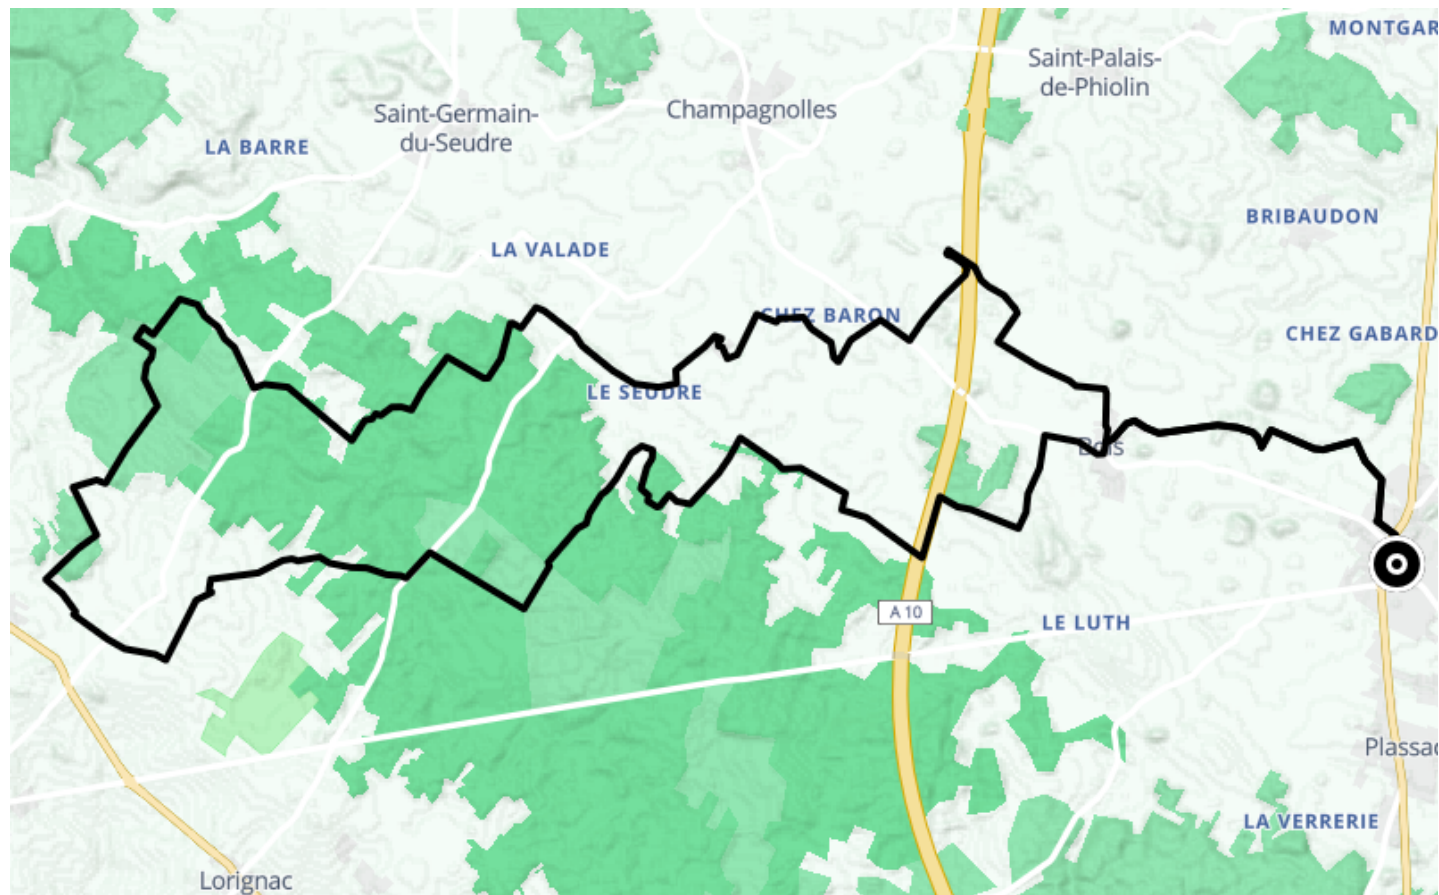 MONTGAR
Saint-Palais-
de-Phiolin
Champagnolles
Saint-Germain-
du-Seudre
LA BARRE
BRIBAUDON
LA VALADE
CHEZ BARON
CHEZ GABARD
LE SEUDRE
Bois
A 10
LE LUTH
Plassac
LA VERRERIE
Lorignac